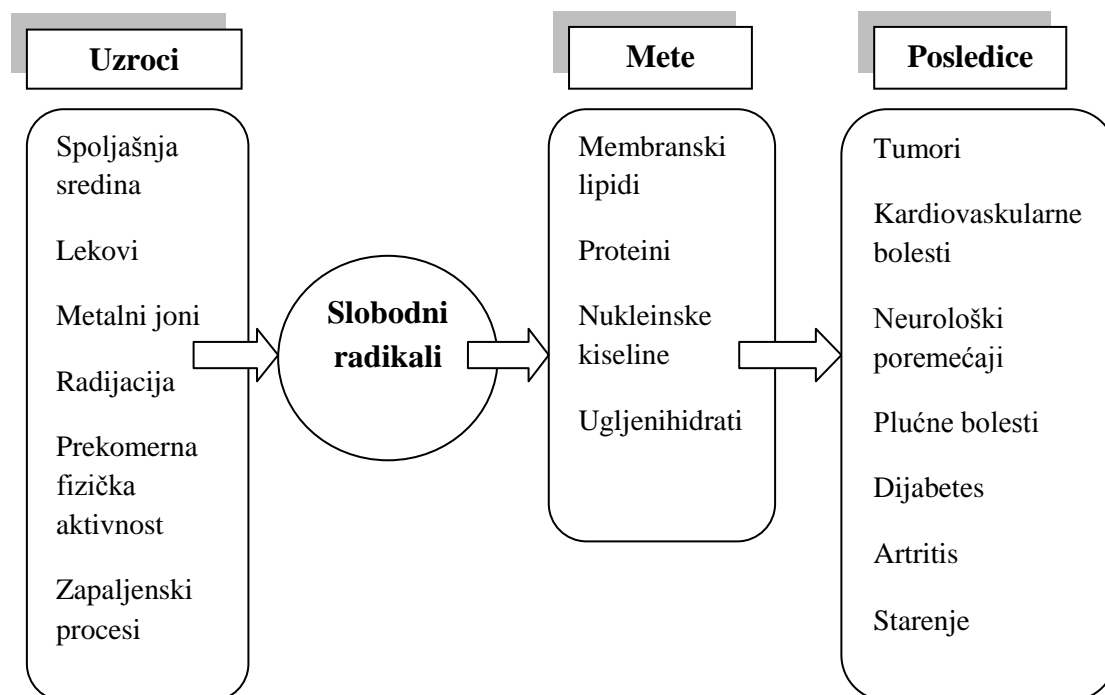 Uzroci
Spoljašnja
sredina
Lekovi
Metalni joni
Radijacija
Prekomerna
fizička
aktivnost
Zapaljenski
procesi
Slobodni
radikali
Mete
Membranski
lipidi
Proteini
Nukleinske
kiseline
Ugljenihidrati
Posledice
Tumori
Kardiovaskularne
bolesti
Neurološki
poremećaji
Plućne bolesti
Dijabetes
Artritis
Starenje